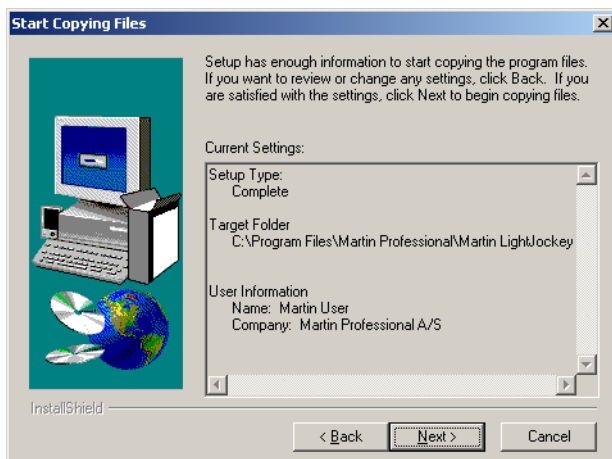 Start Copying Files
Setup has enough information to start copying the program files.
If you want to review or change any settings, click Back. If you
are satisfied with the settings, click Next to begin copying files.
Current Settings:
Setup Type:
Complete
Target Folder
C:\Program Files\Martin Professional\Martin LightJockey
User Information
Name: Martin User
Company: Martin Professional A/S
InstallShield
< Back
Next >
Cancel